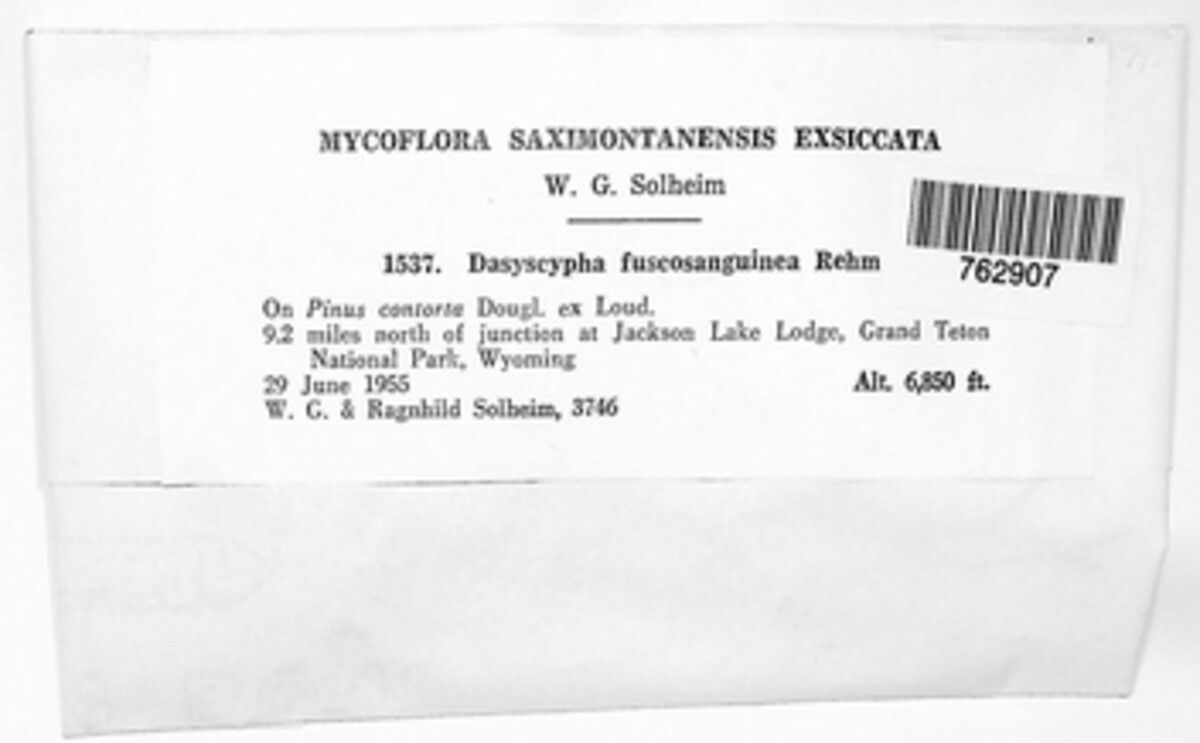 MYCOFLORA SAXIMONTANENSIS EXSICCATA
W. G. Solheim
762907
1537. Dasyscypha fuscosanguinea Rehm
On Pinus contorta Dougl. ex Loud.
9.2 miles north of junction at Jackson Lake Lodge, Grand Teton
National Park, Wyoming
29 June 1955 Alt. 6,850 ft.
W. G. & Ragnhild Solheim, 3746